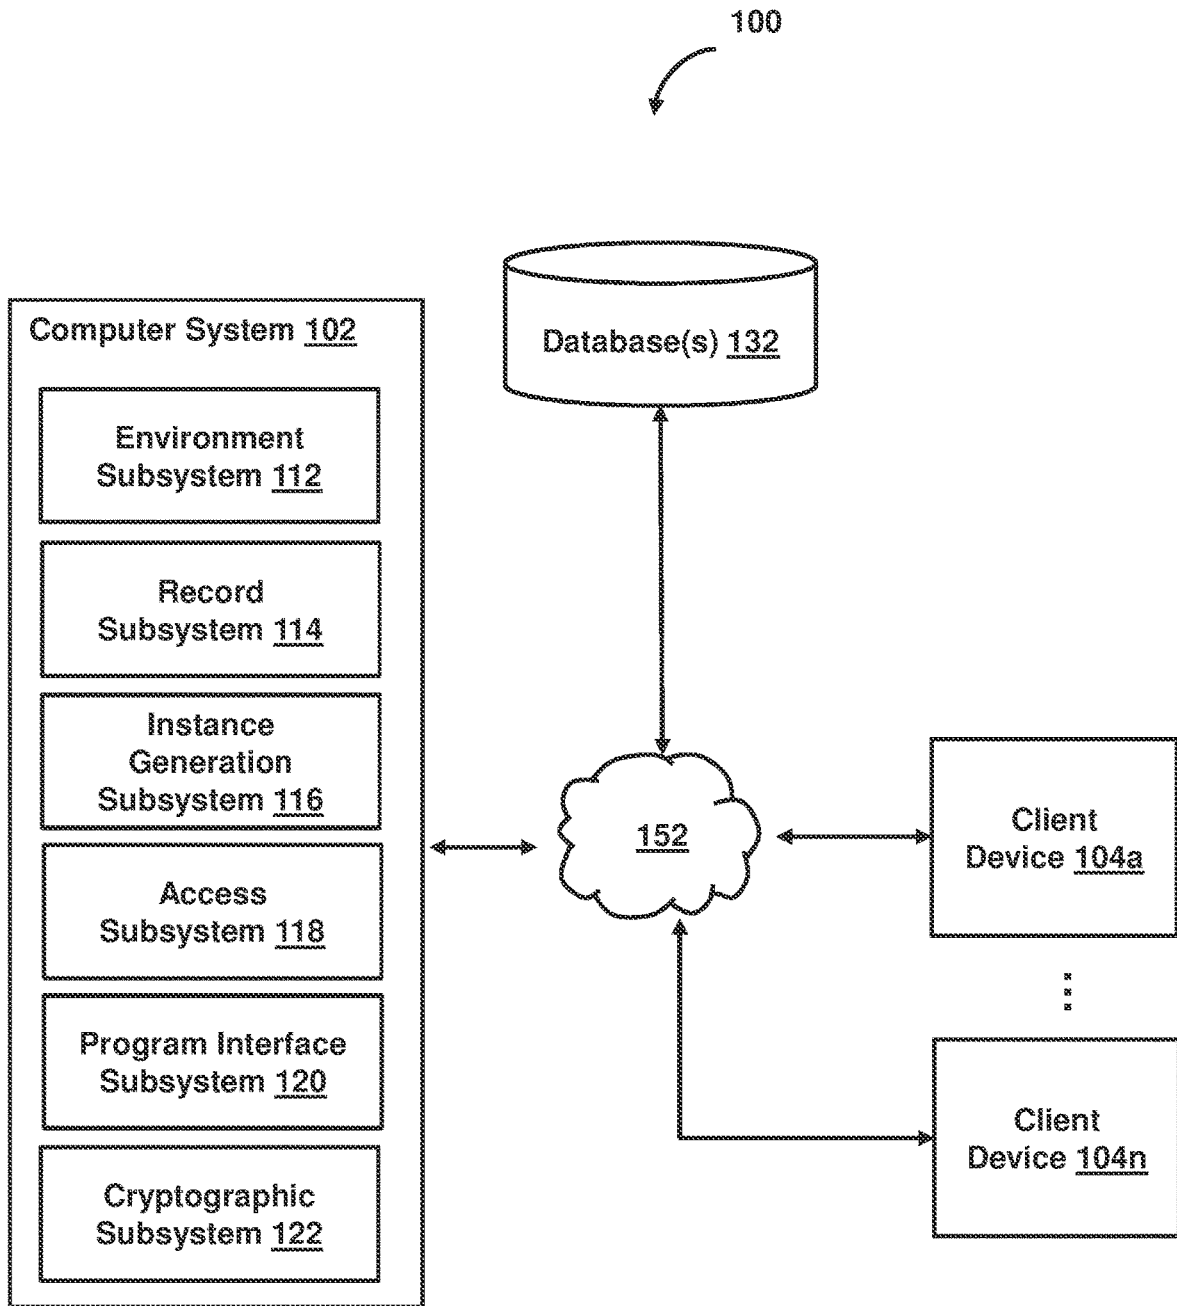 100
Database(s) 132
Computer System 102
Environment
Subsystem 112
Record
Subsystem 114
Instance
Generation
Subsystem 116
Access
Subsystem 118
Program Interface
Subsystem 120
Cryptographic
Subsystem 122
152
Client
Device 104a
Client
Device 104n